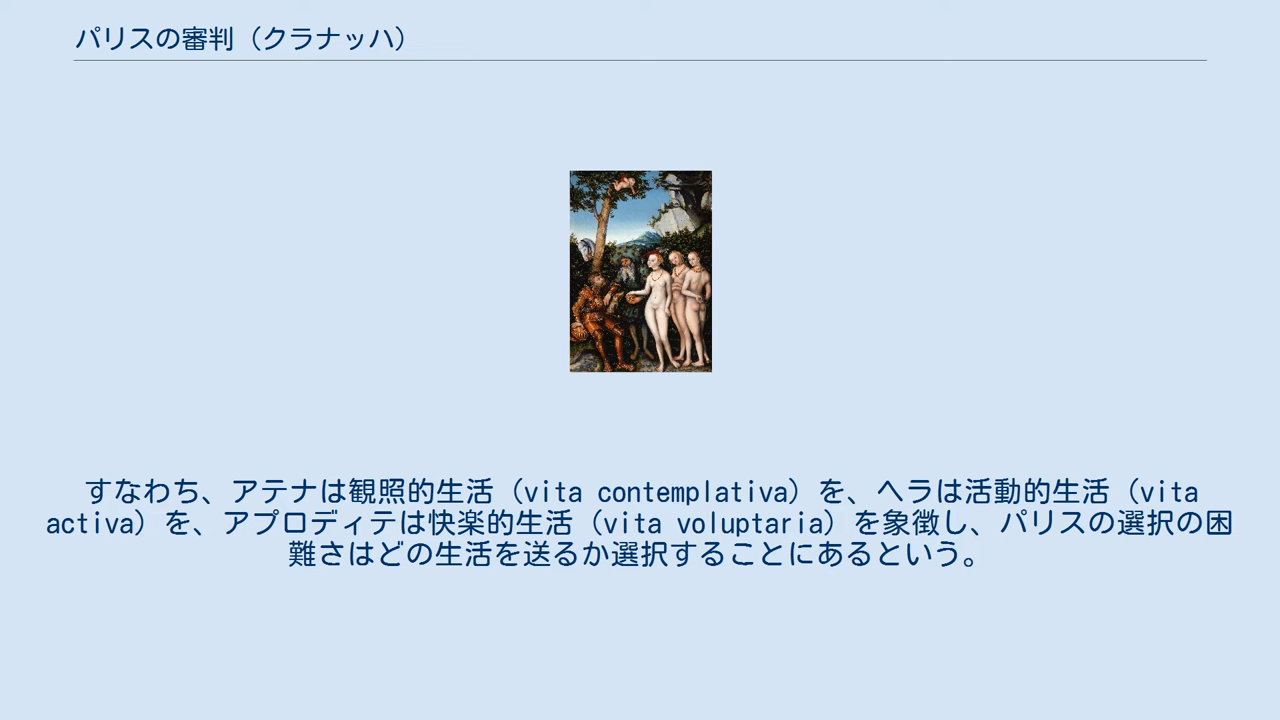 パリスの審判（クラナッハ）
すなわち、アテナは観照的生活（vita contemplativa）を、ヘラは活動的生活（vita
activa）を、アプロディテは快楽的生活（vita voluptaria）を象徴し、パリスの選択の困
難さはどの生活を送るか選択することにあるという。